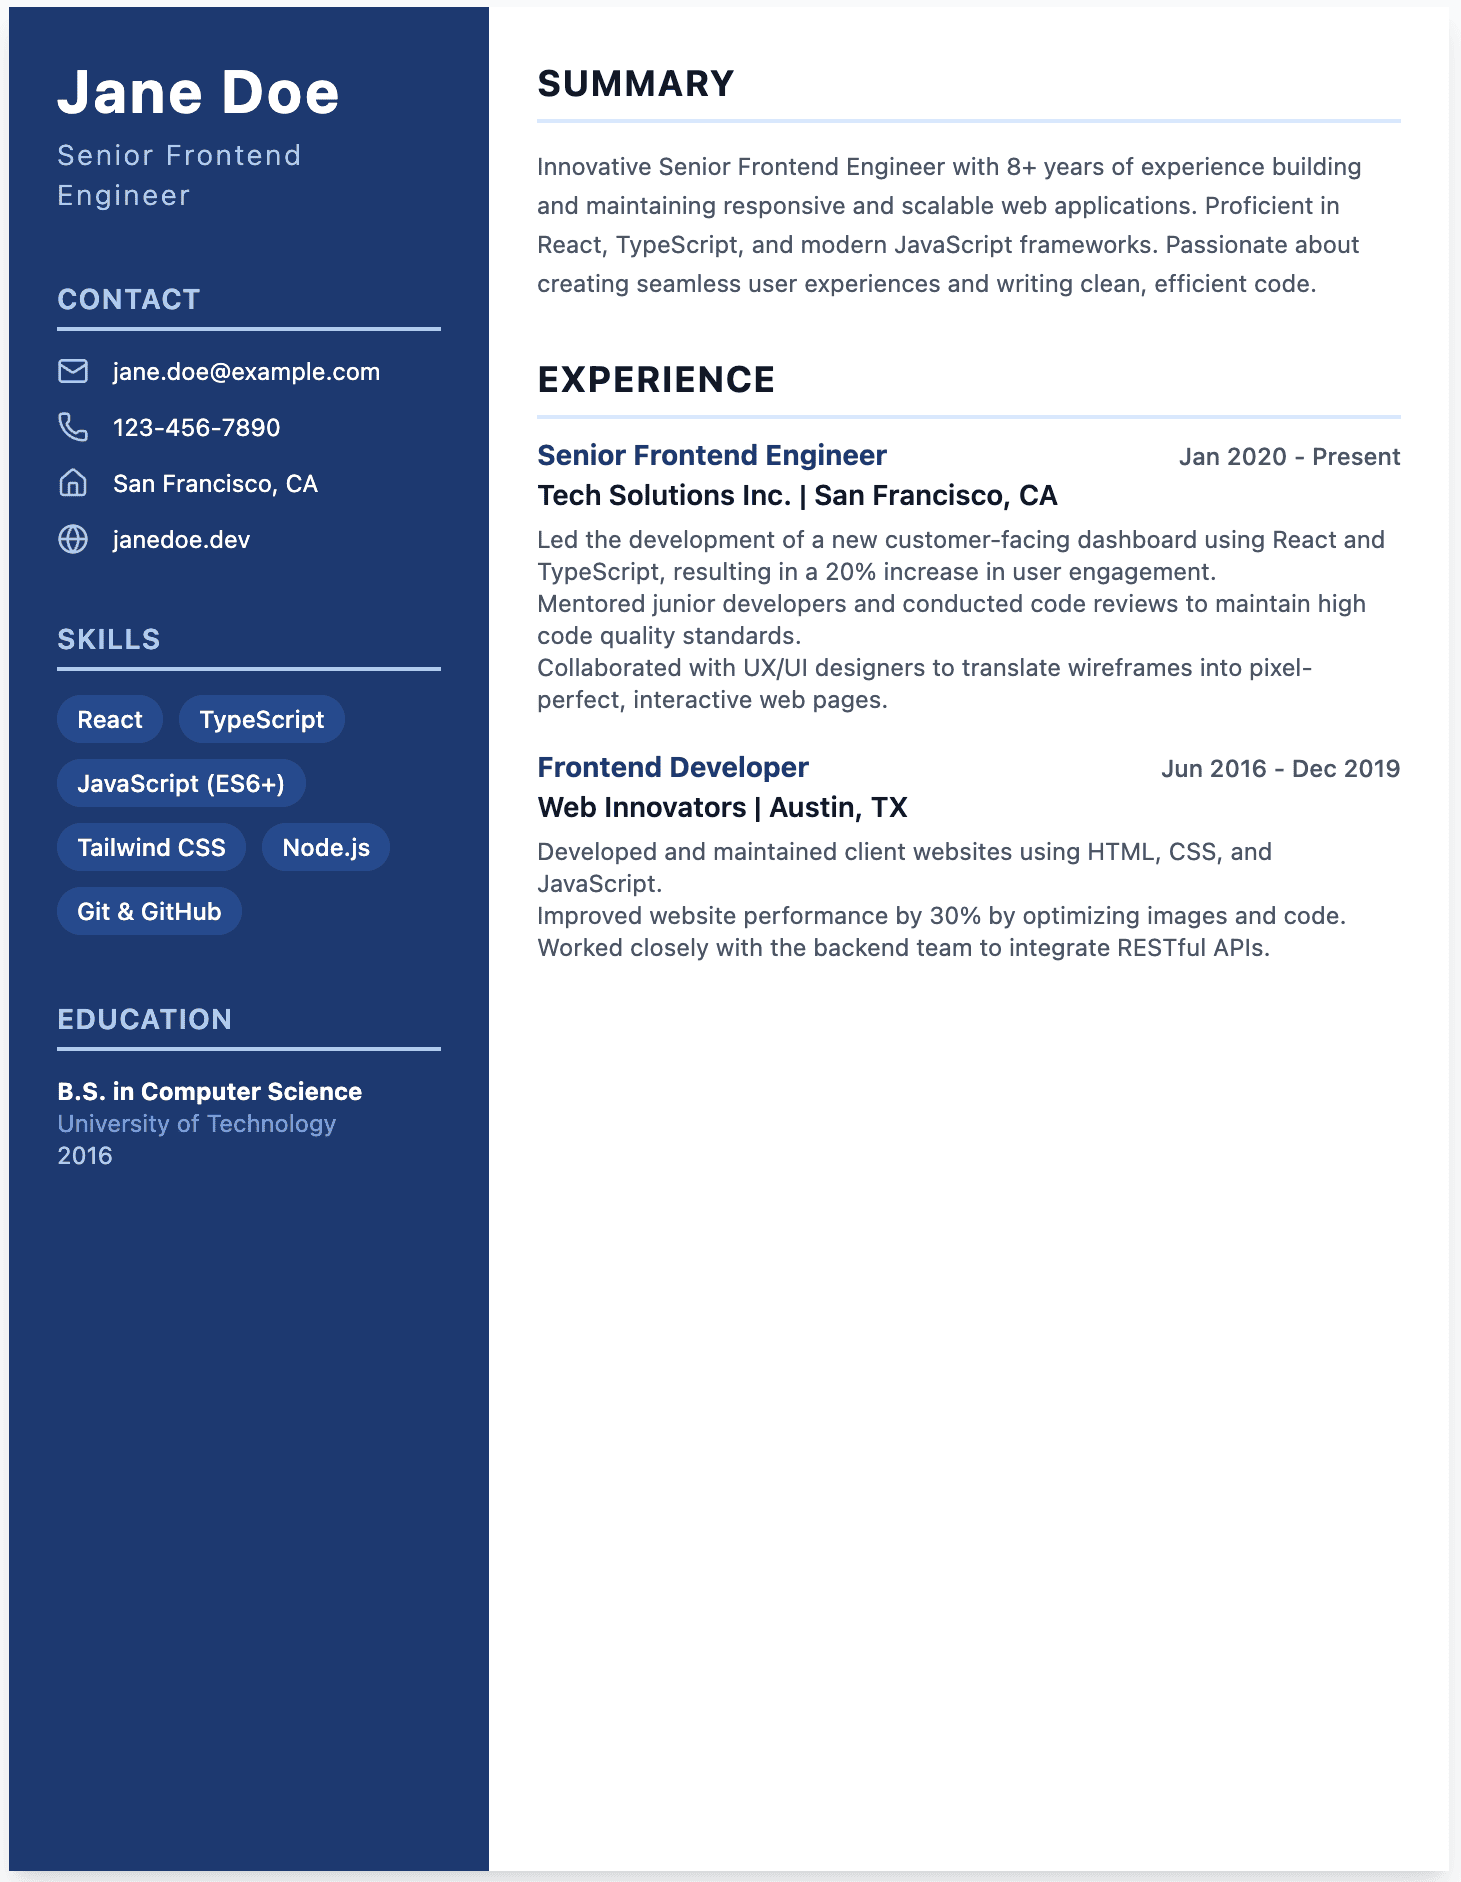 Jane Doe
Senior Frontend
Engineer
CONTACT
jane.doe@example.com
123-456-7890
San Francisco, CA
janedoe.dev
SKILLS
React TypeScript
JavaScript (ES6+)
Tailwind CSS Node.js
Git & GitHub
EDUCATION
B.S. in Computer Science
University of Technology
2016
SUMMARY
Innovative Senior Frontend Engineer with 8+ years of experience building
and maintaining responsive and scalable web applications. Proficient in
React, TypeScript, and modern JavaScript frameworks. Passionate about
creating seamless user experiences and writing clean, efficient code.
EXPERIENCE
Senior Frontend Engineer Jan 2020 - Present
Tech Solutions Inc. | San Francisco, CA
Led the development of a new customer-facing dashboard using React and
TypeScript, resulting in a 20% increase in user engagement.
Mentored junior developers and conducted code reviews to maintain high
code quality standards.
Collaborated with UX/UI designers to translate wireframes into pixel-
perfect, interactive web pages.
Frontend Developer Jun 2016 - Dec 2019
Web Innovators | Austin, TX
Developed and maintained client websites using HTML, CSS, and
JavaScript.
Improved website performance by 30% by optimizing images and code.
Worked closely with the backend team to integrate RESTful APIs.